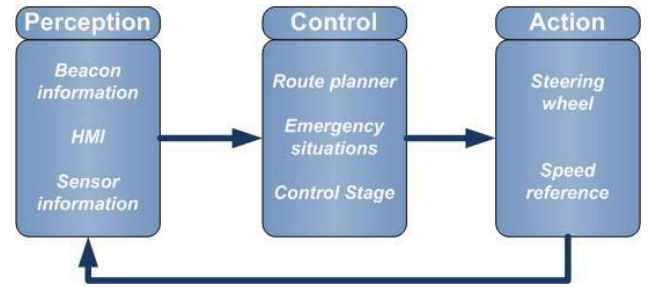 Perception
Beacon
information
HMI
Sensor
information
Control
Route planner
Emergency
situations
Control Stage
Action
Steering
wheel
Speed
reference